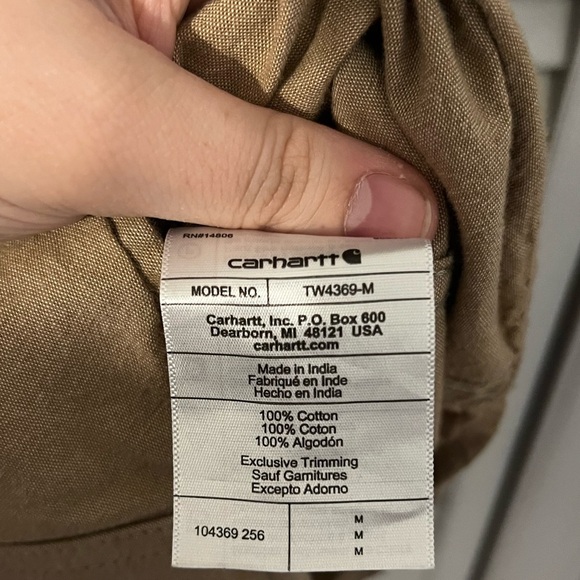 RN#14806
carhartt
MODEL NO. TW4369-M
Carhartt, Inc. P.O. Box 600
Dearborn, MI 48121 USA
carhartt.com
Made in India
Fabriqué en Inde
Hecho en India
100% Cotton
100% Coton
100% Algodón
Exclusive Trimming
Sauf Garnitures
Excepto Adorno
104369 256
M
M
M